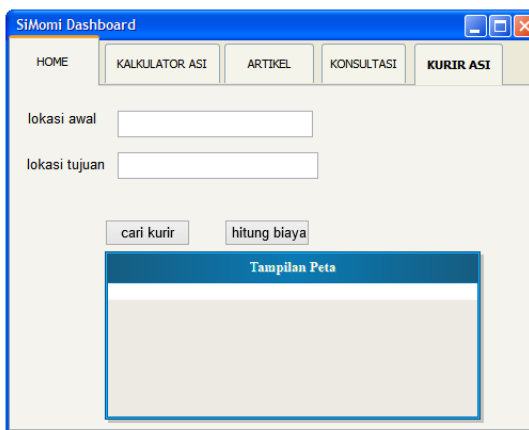 SiMomi Dashboard
HOME KALKULATOR ASI ARTIKEL KONSULTASI KURIR ASI
lokasi awal
lokasi tujuan
cari kurir hitung biaya
Tampilan Peta